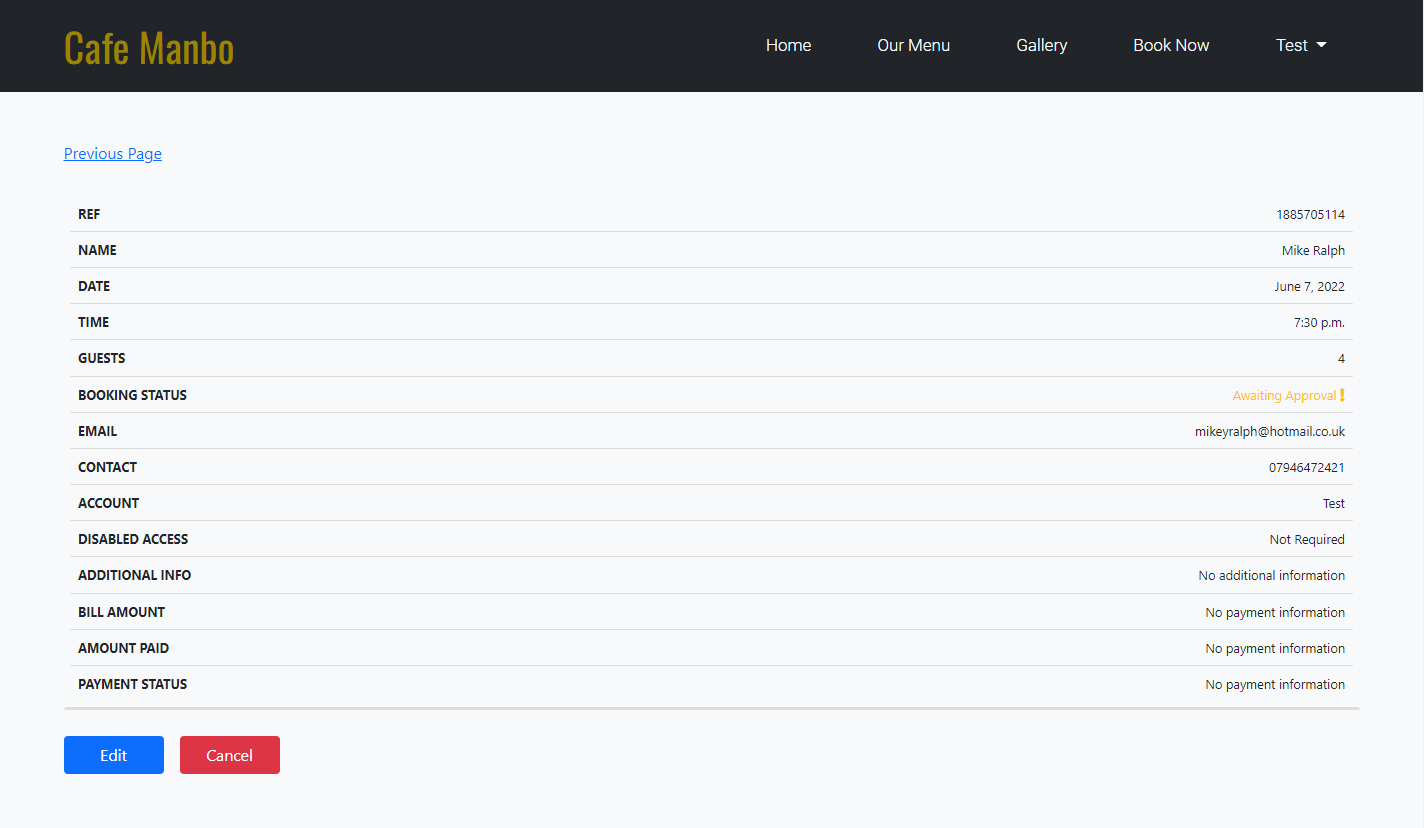 Cafe Manbo Home Our Menu Gallery Book Now Test
Previous Page
REF 1885705114
NAME Mike Ralph
DATE June 7, 2022
TIME 7:30 p.m.
GUESTS 4
BOOKING STATUS Awaiting Approval!
EMAIL mikeyralph@hotmail.co.uk
CONTACT 07946472421
ACCOUNT Test
DISABLED ACCESS Not Required
ADDITIONAL INFO No additional information
BILL AMOUNT No payment information
AMOUNT PAID No payment information
PAYMENT STATUS No payment information
Edit Cancel